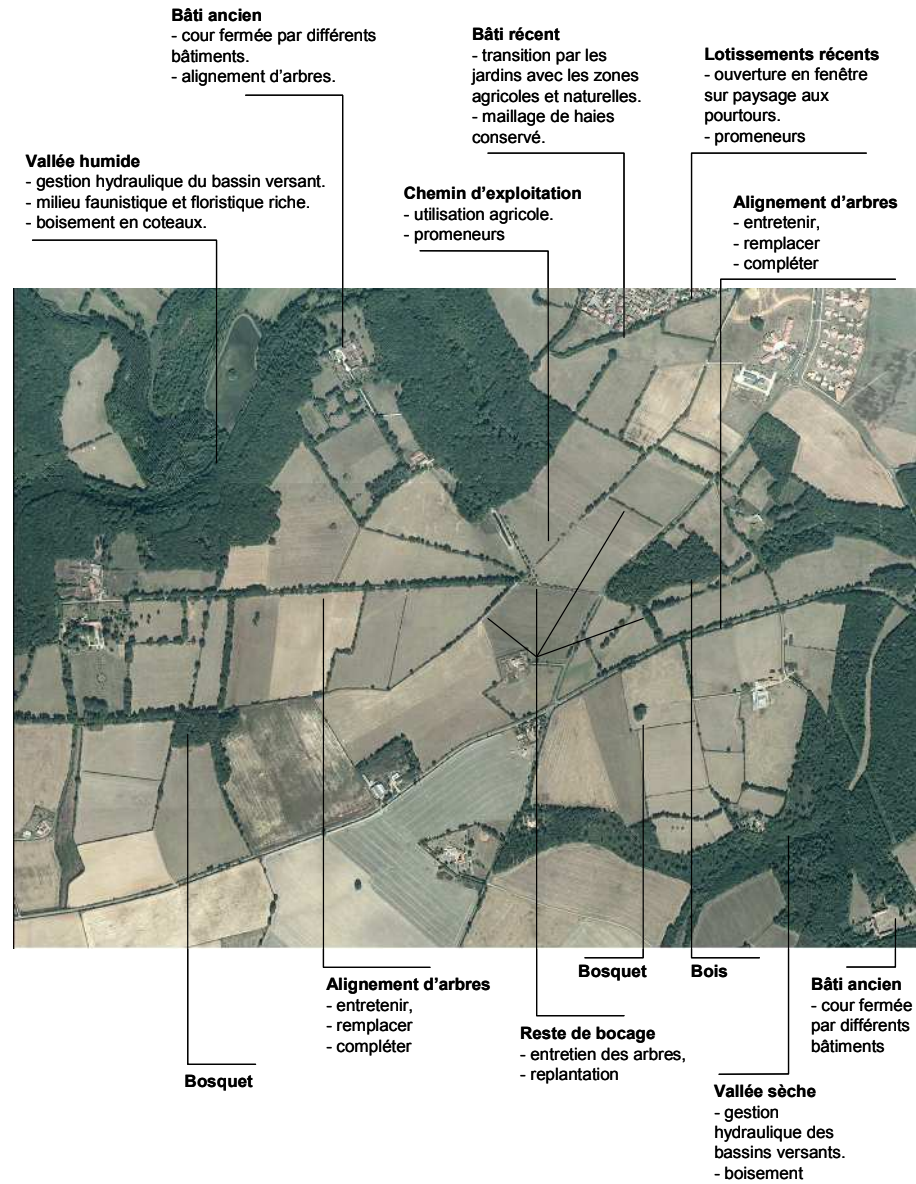 Bâti ancien
- cour fermée par différents
bâtiments.
- alignement d’arbres.
Bâti récent
- transition par les
jardins avec les zones
agricoles et naturelles.
- maillage de haies
conservé.
Lotissements récents
- ouverture en fenêtre
sur paysage aux
pourtours.
- promeneurs
Vallée humide
- gestion hydraulique du bassin versant.
- milieu faunistique et floristique riche.
- boisement en coteaux.
Chemin d’exploitation
- utilisation agricole.
- promeneurs
Alignement d’arbres
- entretenir,
- remplacer
- compléter
Alignement d’arbres
- entretenir,
- remplacer
- compléter
Bosquet
Bosquet
Bois
Reste de bocage
- entretien des arbres,
- replantation
Bâti ancien
- cour fermée
par différents
bâtiments
Vallée sèche
- gestion
hydraulique des
bassins versants.
- boisement